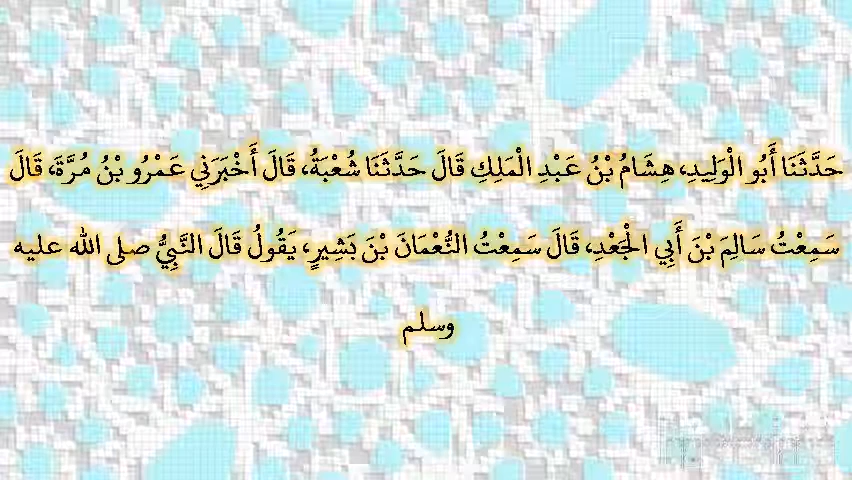 حَدَّثَنَا أَبُو الْوَلِيدِ، هِشَامُ بْنُ عَبْدِ الْمَلِكِ قَالَ حَدَّثَنَا شُعْبَةُ، قَالَ أَخْبَرَنِي عَمْرُو بْنُ مُرَّةَ، قَالَ
سَمِعْتُ سَالِمَ بْنَ أَبِي الْجَعْدِ، قَالَ سَمِعْتُ النُّعْمَانَ بْنَ بَشِيرٍ، يَقُولُ قَالَ النَّبِيُّ صلى الله عليه
وسلم